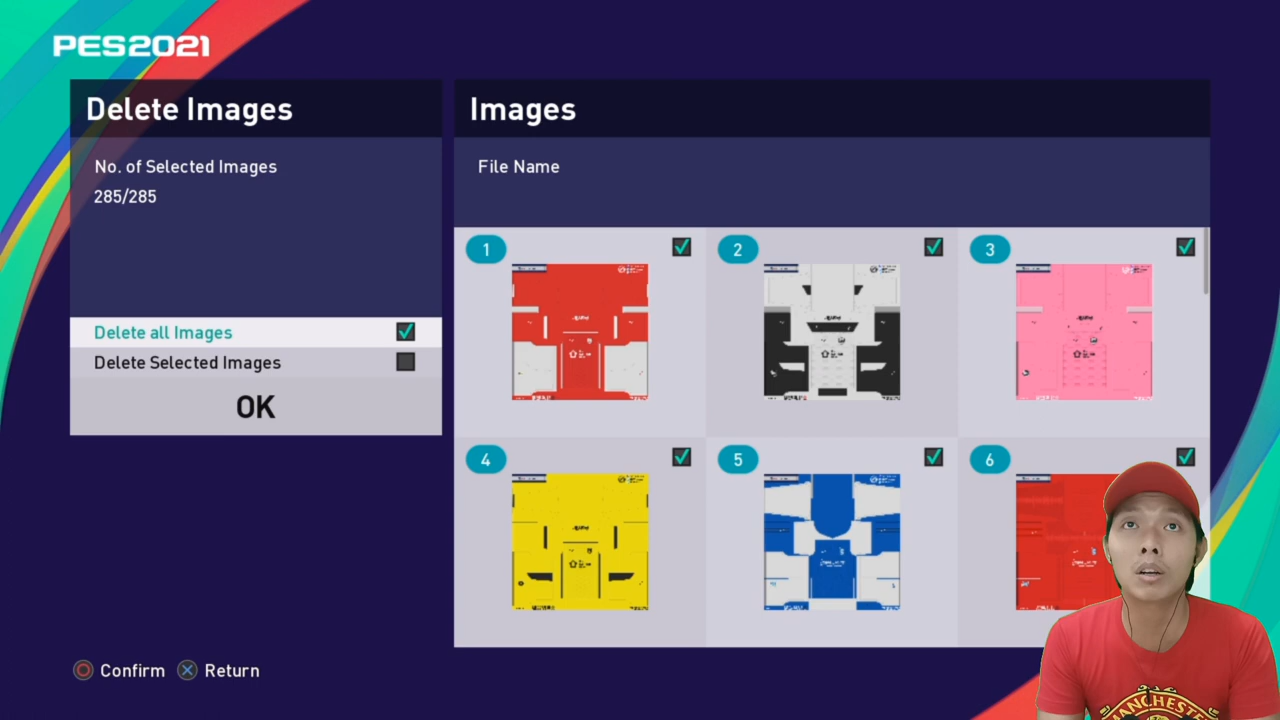 PES2021
Delete Images
No. of Selected Images
285/285
Delete all Images
Delete Selected Images
OK
Images
File Name
1
2
3
4
5
6
Confirm
Return
MANCHESTER